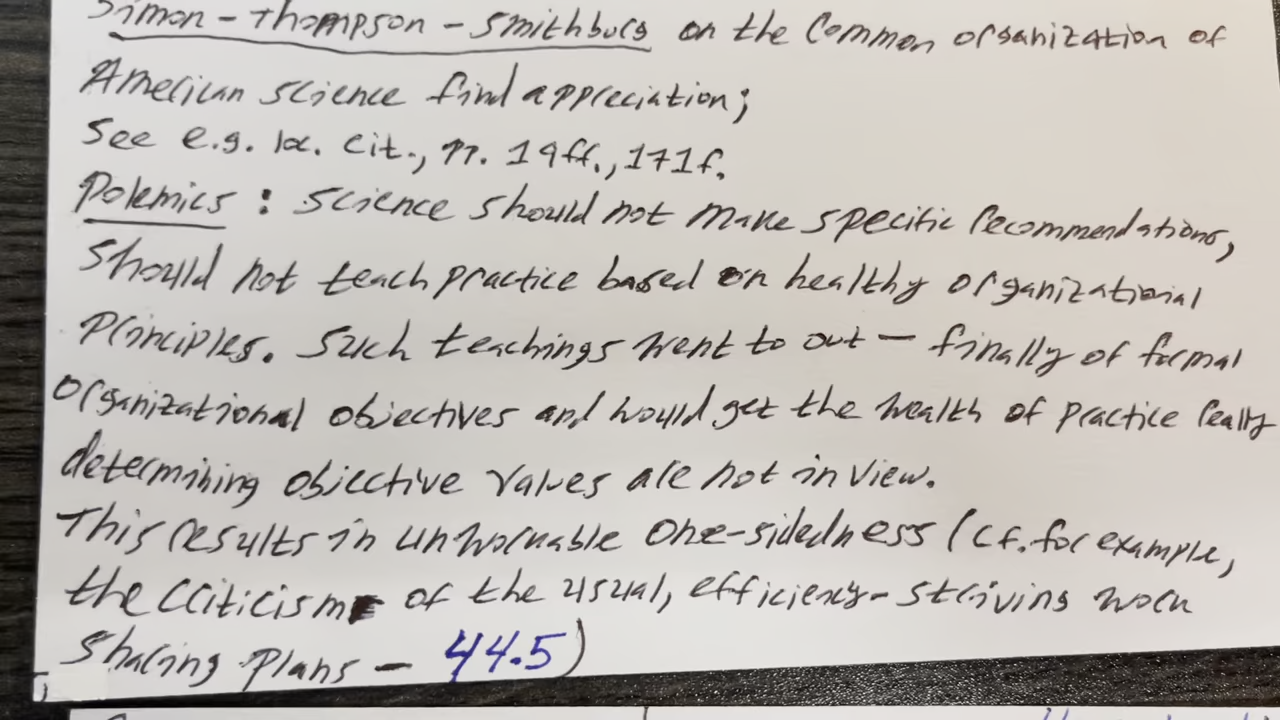 Simon-Thompson-Smithburg on the Common organization of
American science find appreciation;
See e.g. loc. cit., pp. 19ff., 171f.
Polemics: Science should not make specific recommendations,
should not teach practice based on healthy organizational
Principles. Such teachings went to out – finally of formal
organizational objectives and would get the wealth of practice really
determining objective values are not in view.
This results in unworkable one-sidedness (cf. for example,
the criticism of the usual, efficiency-striving work
sharing plans – 44.5)